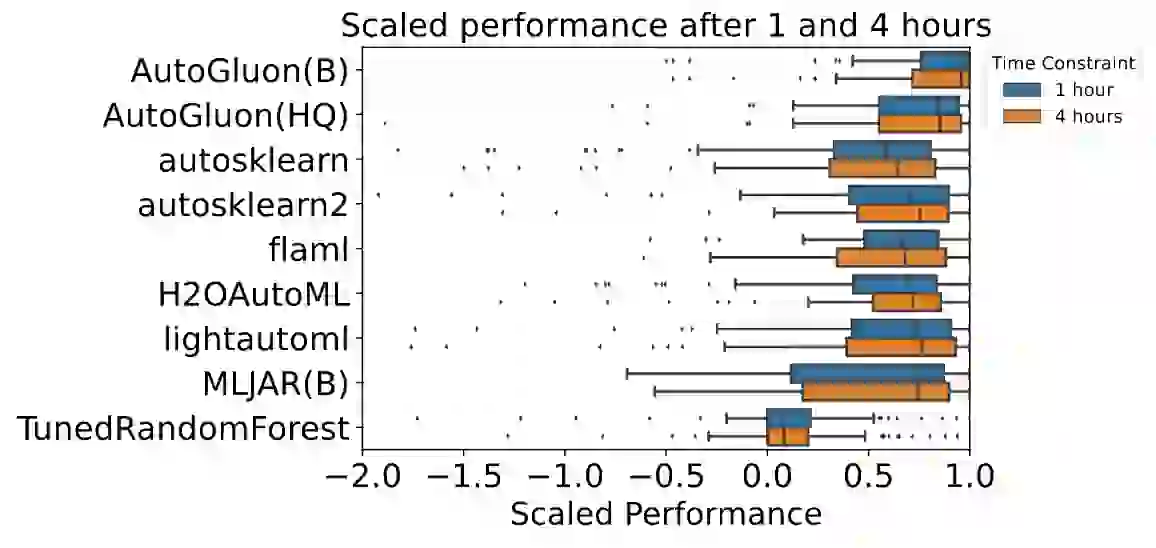 Scaled performance after 1 and 4 hours
AutoGluon(B)
AutoGluon(HQ)
autosklearn
autosklearn2
flaml
H2OAutoML
lightautoml
MLJAR(B)
TunedRandomForest
Time Constraint
1 hour
4 hours
−2.0 −1.5 −1.0 −0.5 0.0 0.5 1.0
Scaled Performance